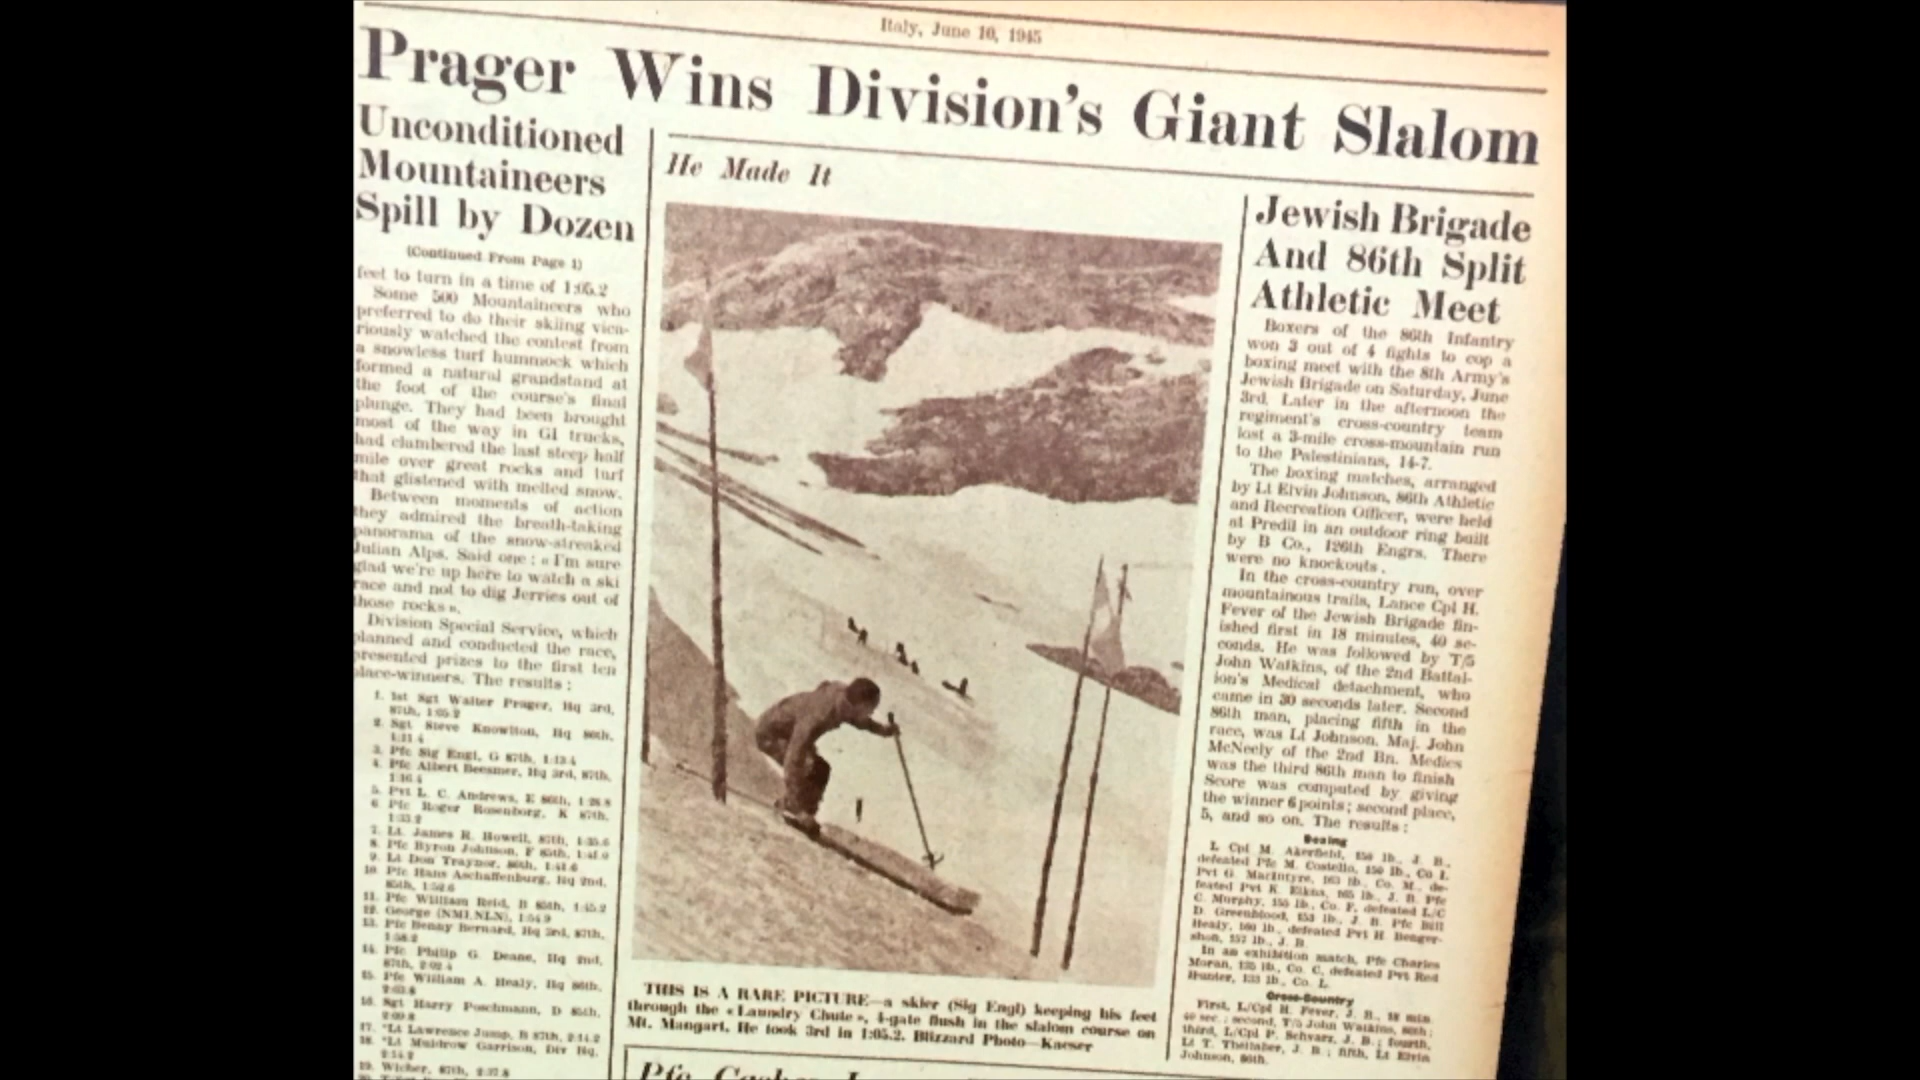 Italy, June 10, 1945
Prager Wins Division's Giant Slalom
Unconditioned
Mountaineers
Spill by Dozen
(Continued From Page 1)
feet to turn in a time of 1:05.2
Some 500 Mountaineers who
preferred to do their skiing vica-
riously watched the contest from
a snowless turf hummock which
formed a natural grandstand at
the foot of the course's final
plunge. They had been brought
most of the way in GI trucks,
had clambered the last steep half
mile over great rocks and turf
that glistened with melted snow.
Between moments of action
they admired the breath-taking
panorama of the snow-streaked
Julian Alps. Said one : « I'm sure
glad we're up here to watch a ski
race and not to dig Jerries out of
those rocks ».
Division Special Service, which
planned and conducted the race,
presented prizes to the first ten
place-winners. The results :
1. 1st Sgt Walter Prager, Hq 3rd,
87th, 1:05.2
2. Sgt Steve Knowlton, Hq 86th,
1:11.4
3. Pfc Sig Engl, G 87th, 1:13.4
4. Pfc Albert Beesmer, Hq 3rd, 87th,
1:16.4
5. Pvt L. C. Andrews, E 86th, 1:28.8
6. Pfc Roger Rosenborg, K 87th,
1:33.2
7. Lt. James R. Howell, 87th, 1:35.6
8. Pfc Byron Johnson, F 85th,
9. Lt Don Traynor, 86th, 1:41.6
10. Pfc Hans Aschaffenburg, Hq 2nd,
85th, 1:52.6
11. Pfc William Reid, B 85th, 1:45.2
12. George (NMI, NLN), 1:54.9
13. Pfc Benny Bernard, Hq 3rd, 87th,
1:58.2
14. Pfc Philip G. Deane, Hq 2nd,
87th, 2:02.4
15. Pfc William A. Healy, Hq 86th,
2:03.8
16. Sgt Harry Poschmann, D 85th,
2:09.8
17. *Lt Lawrence Jump, B 87th, 2:14.2
18. *Lt Muldrow Garrison, Div Hq,
2:14.2
19. Wicher, 87th, 2:37.8
He Made It
THIS IS A RARE PICTURE—a skier (Sig Engl) keeping his feet
through the « Laundry Chute », 4-gate flush in the slalom course on
Mt. Mangart. He took 3rd in 1:05.2. Blizzard Photo—Kaeser
Jewish Brigade
And 86th Split
Athletic Meet
Boxers of the 86th Infantry
won 3 out of 4 fights to cop a
boxing meet with the 8th Army's
Jewish Brigade on Saturday, June
3rd. Later in the afternoon the
regiment's cross-country team
lost a 3-mile cross-mountain run
to the Palestinians, 14-7.
The boxing matches, arranged
by Lt Elvin Johnson, 86th Athletic
and Recreation Officer, were held
at Predil in an outdoor ring built
by B Co., 126th Engrs. There
were no knockouts.
In the cross-country run, over
mountainous trails, Lance Cpl H.
Fever of the Jewish Brigade fin-
ished first in 18 minutes, 40 se-
conds. He was followed by T/5
John Watkins, of the 2nd Battal-
ion's Medical detachment, who
came in 30 seconds later. Second
86th man, placing fifth in the
race, was Lt Johnson. Maj. John
McNeely of the 2nd Bn. Medics
was the third 86th man to finish
Score was computed by giving
the winner 6 points; second place,
5, and so on. The results :
Boxing
L Cpl M. Akerfield, 150 lb., J. B.,
defeated Pfc M. Costello, 150 lb., Co I.
Pvt G. MacIntyre, 163 lb., Co. M., de-
feated Pvt K. Elkna, 165 lb., J. B. Pfc
C. Murphy, 155 lb., Co. F, defeated L/C
D. Greenblood, 153 lb., J. B. Pfc Bill
Healy, 160 lb., defeated Pvt H. Benger-
shon, 157 lb., J. B.
In an exhibition match, Pfc Charles
Moran, 135 lb., Co. C, defeated Pvt Red
Hunter, 133 lb., Co. L.
Cross-Country
First, L/Cpl H. Fever, J. B., 18 min.
40 sec.; second, T/5 John Watkins, 86th;
third, L/Cpl P. Schvarz, J. B.; fourth,
Lt T. J. B.; fifth, Lt Elvin
Johnson, 86th.
Pfc